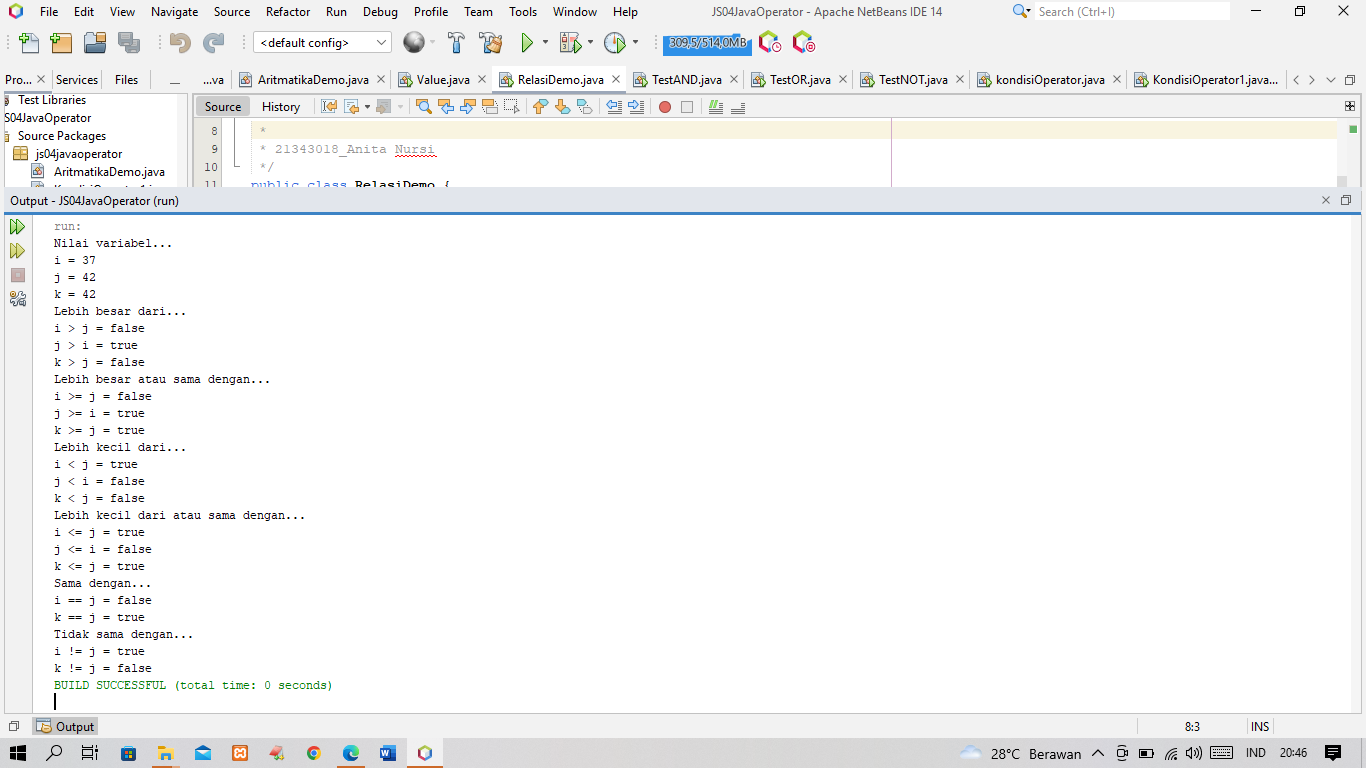 File Edit View Navigate Source Refactor Run Debug Profile Team Tools Window Help JS04JavaOperator - Apache NetBeans IDE 14 Search (Ctrl+I)
<default config> 309,5/514,0MB
Pro... Services Files ...va AritmatikaDemo.java Value.java RelasiDemo.java TestAND.java TestOR.java TestNOT.java kondisiOperator.java KondisiOperator1.java...
Test Libraries
S04JavaOperator
Source Packages
js04javaoperator
AritmatikaDemo.java
Source History
8 *
9 * 21343018_Anita Nursi
10 */
11 public class RelasiDemo {
Output - JS04JavaOperator (run)
run:
Nilai variabel...
i = 37
j = 42
k = 42
Lebih besar dari...
i > j = false
j > i = true
k > j = false
Lebih besar atau sama dengan...
i >= j = false
j >= i = true
k >= j = true
Lebih kecil dari...
i < j = true
j < i = false
k < j = false
Lebih kecil dari atau sama dengan...
i <= j = true
j <= i = false
k <= j = true
Sama dengan...
i == j = false
k == j = true
Tidak sama dengan...
i != j = true
k != j = false
BUILD SUCCESSFUL (total time: 0 seconds)
Output 8:3 INS
28°C Berawan IND 20:46